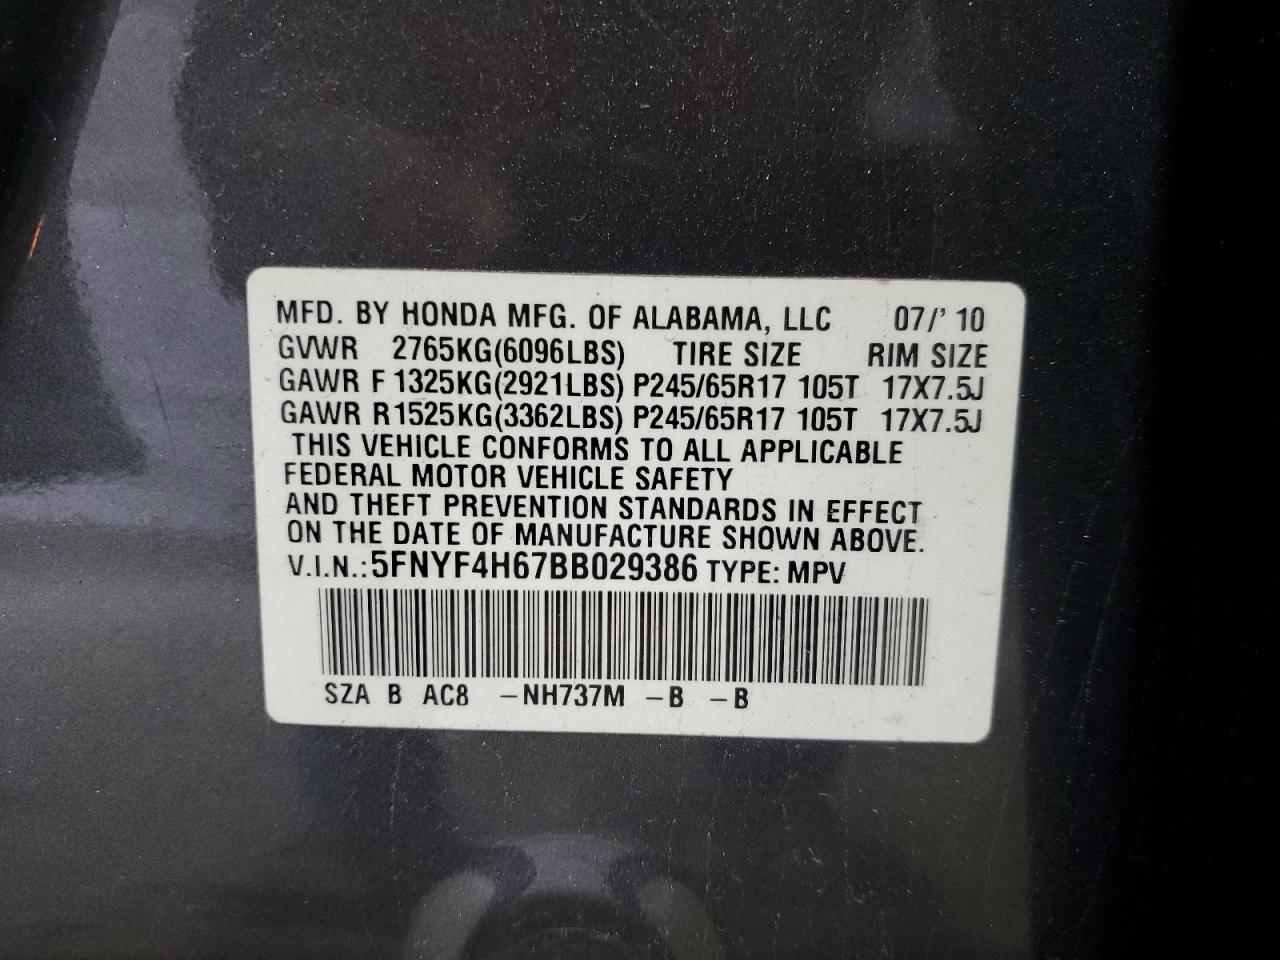 MFD. BY HONDA MFG. OF ALABAMA, LLC 07/' 10
GVWR 2765KG(6096LBS) TIRE SIZE RIM SIZE
GAWR F 1325KG(2921LBS) P245/65R17 105T 17X7.5J
GAWR R1525KG(3362LBS) P245/65R17 105T 17X7.5J
THIS VEHICLE CONFORMS TO ALL APPLICABLE
FEDERAL MOTOR VEHICLE SAFETY
AND THEFT PREVENTION STANDARDS IN EFFECT
ON THE DATE OF MANUFACTURE SHOWN ABOVE.
V.I.N.: 5FNYF4H67BB029386 TYPE: MPV
SZA B AC8 -NH737M -B -B